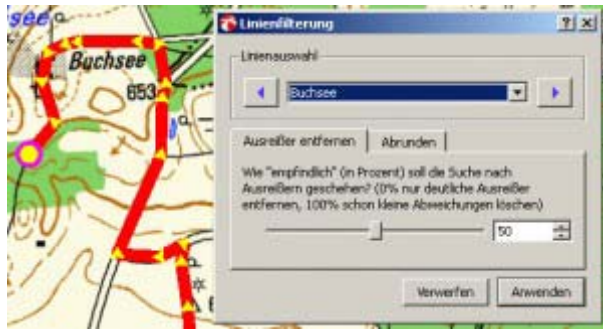 see
Buchsee
653
Linienfilterung
Linienauswahl
Buchsee
Ausreißer entfernen
Abrunden
Wie "empfindlich" (in Prozent) soll die Suche nach
Ausreißern geschehen? (0% nur deutliche Ausreißer
entfernen, 100% schon kleine Abweichungen löschen)
50
Verwerfen
Anwenden